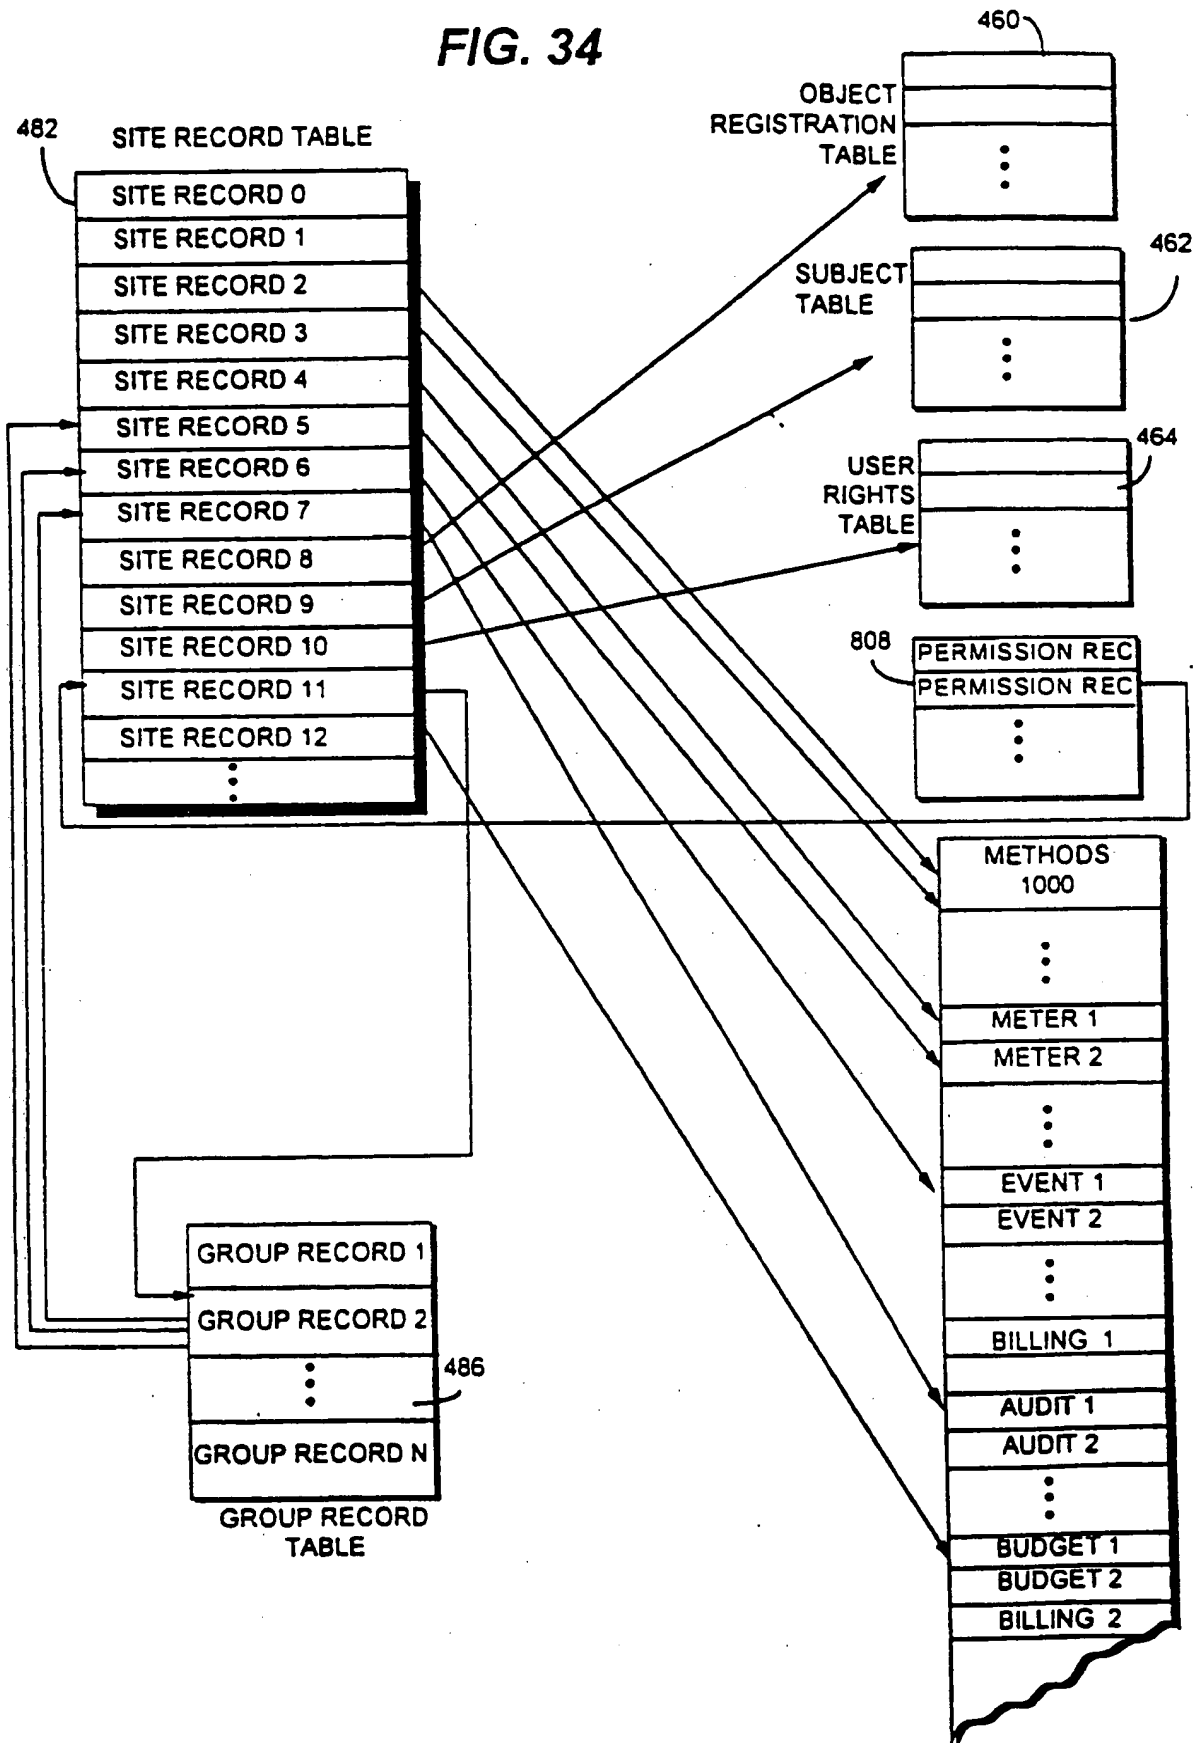 FIG. 34
460
OBJECT
REGISTRATION
TABLE
482
SITE RECORD TABLE
SITE RECORD 0
SITE RECORD 1
SITE RECORD 2
SITE RECORD 3
SITE RECORD 4
SITE RECORD 5
SITE RECORD 6
SITE RECORD 7
SITE RECORD 8
SITE RECORD 9
SITE RECORD 10
SITE RECORD 11
SITE RECORD 12
SUBJECT
TABLE
462
USER
RIGHTS
TABLE
464
808
PERMISSION REC
PERMISSION REC
METHODS
1000
METER 1
METER 2
EVENT 1
EVENT 2
BILLING 1
AUDIT 1
AUDIT 2
BUDGET 1
BUDGET 2
BILLING 2
GROUP RECORD 1
GROUP RECORD 2
486
GROUP RECORD N
GROUP RECORD
TABLE